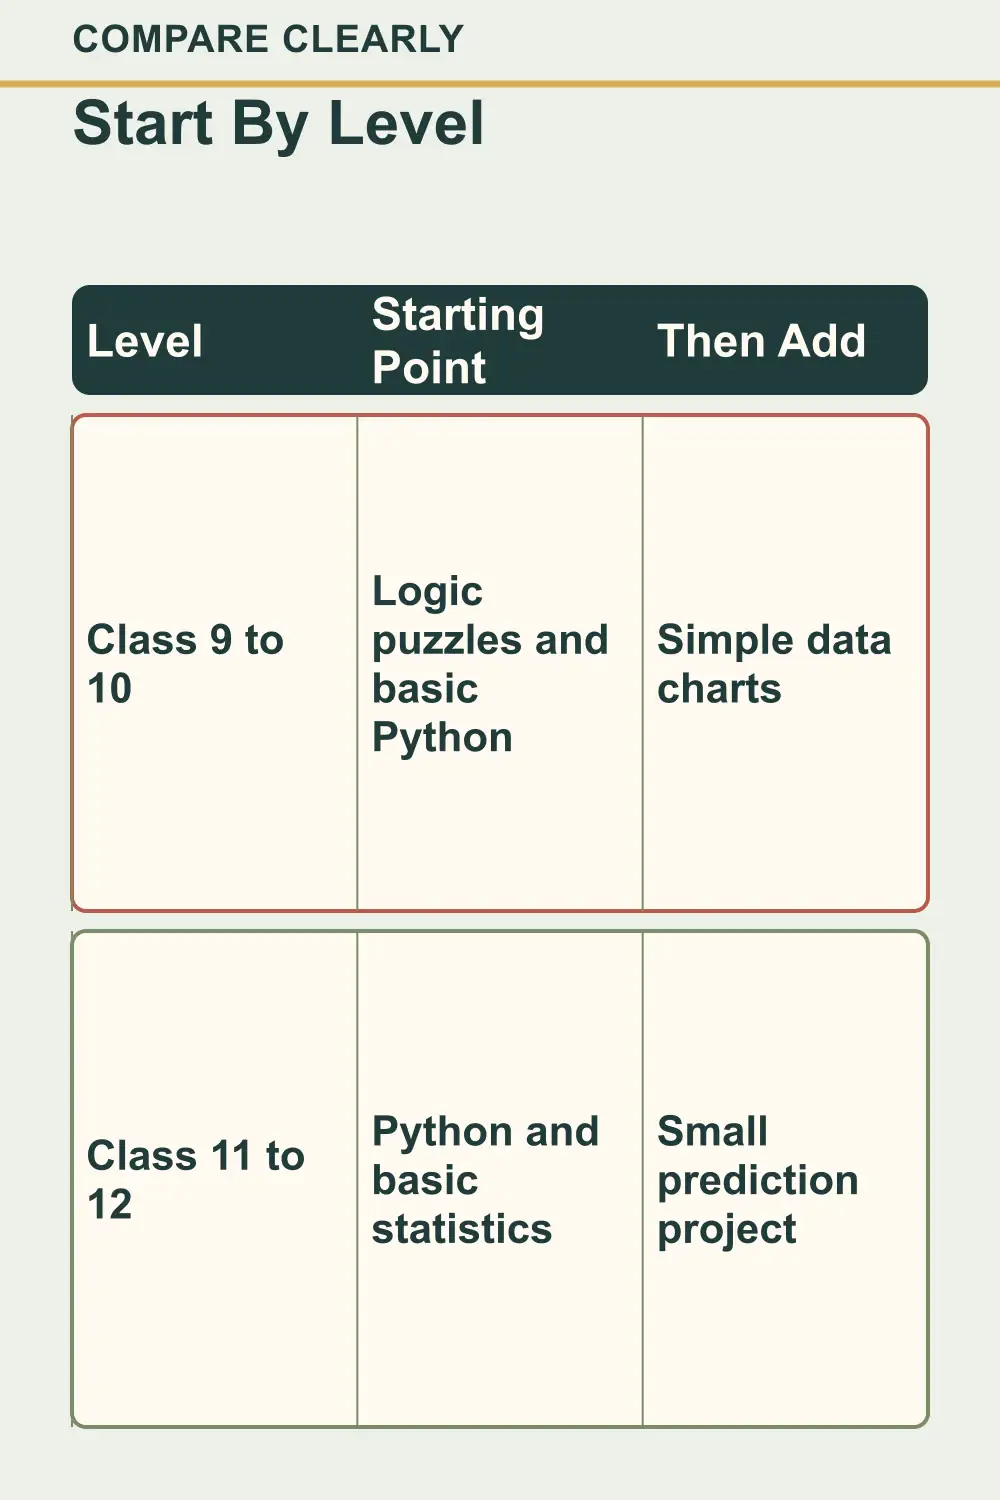 COMPARE CLEARLY
Start By Level
Level
Starting
Point
Then Add
Class 9 to
10
Logic
puzzles and
basic
Python
Simple data
charts
Class 11 to
12
Python and
basic
statistics
Small
prediction
project